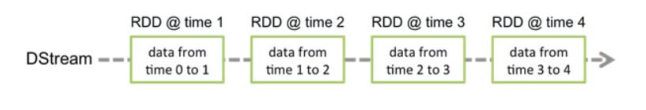 RDD @ time 1 RDD @ time 2 RDD @ time 3 RDD @ time 4
DStream
data from data from data from data from
time 0 to 1 time 1 to 2 time 2 to 3 time 3 to 4